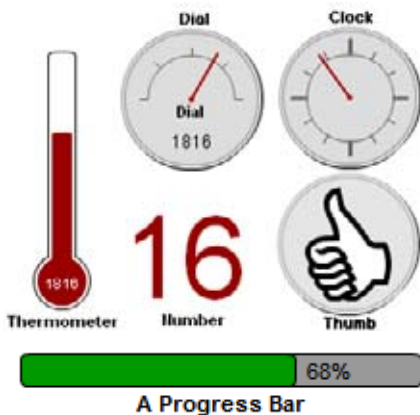 Dial
Clock
Dial
1816
1816
16
Thermometer
Number
Thumb
68%
A Progress Bar